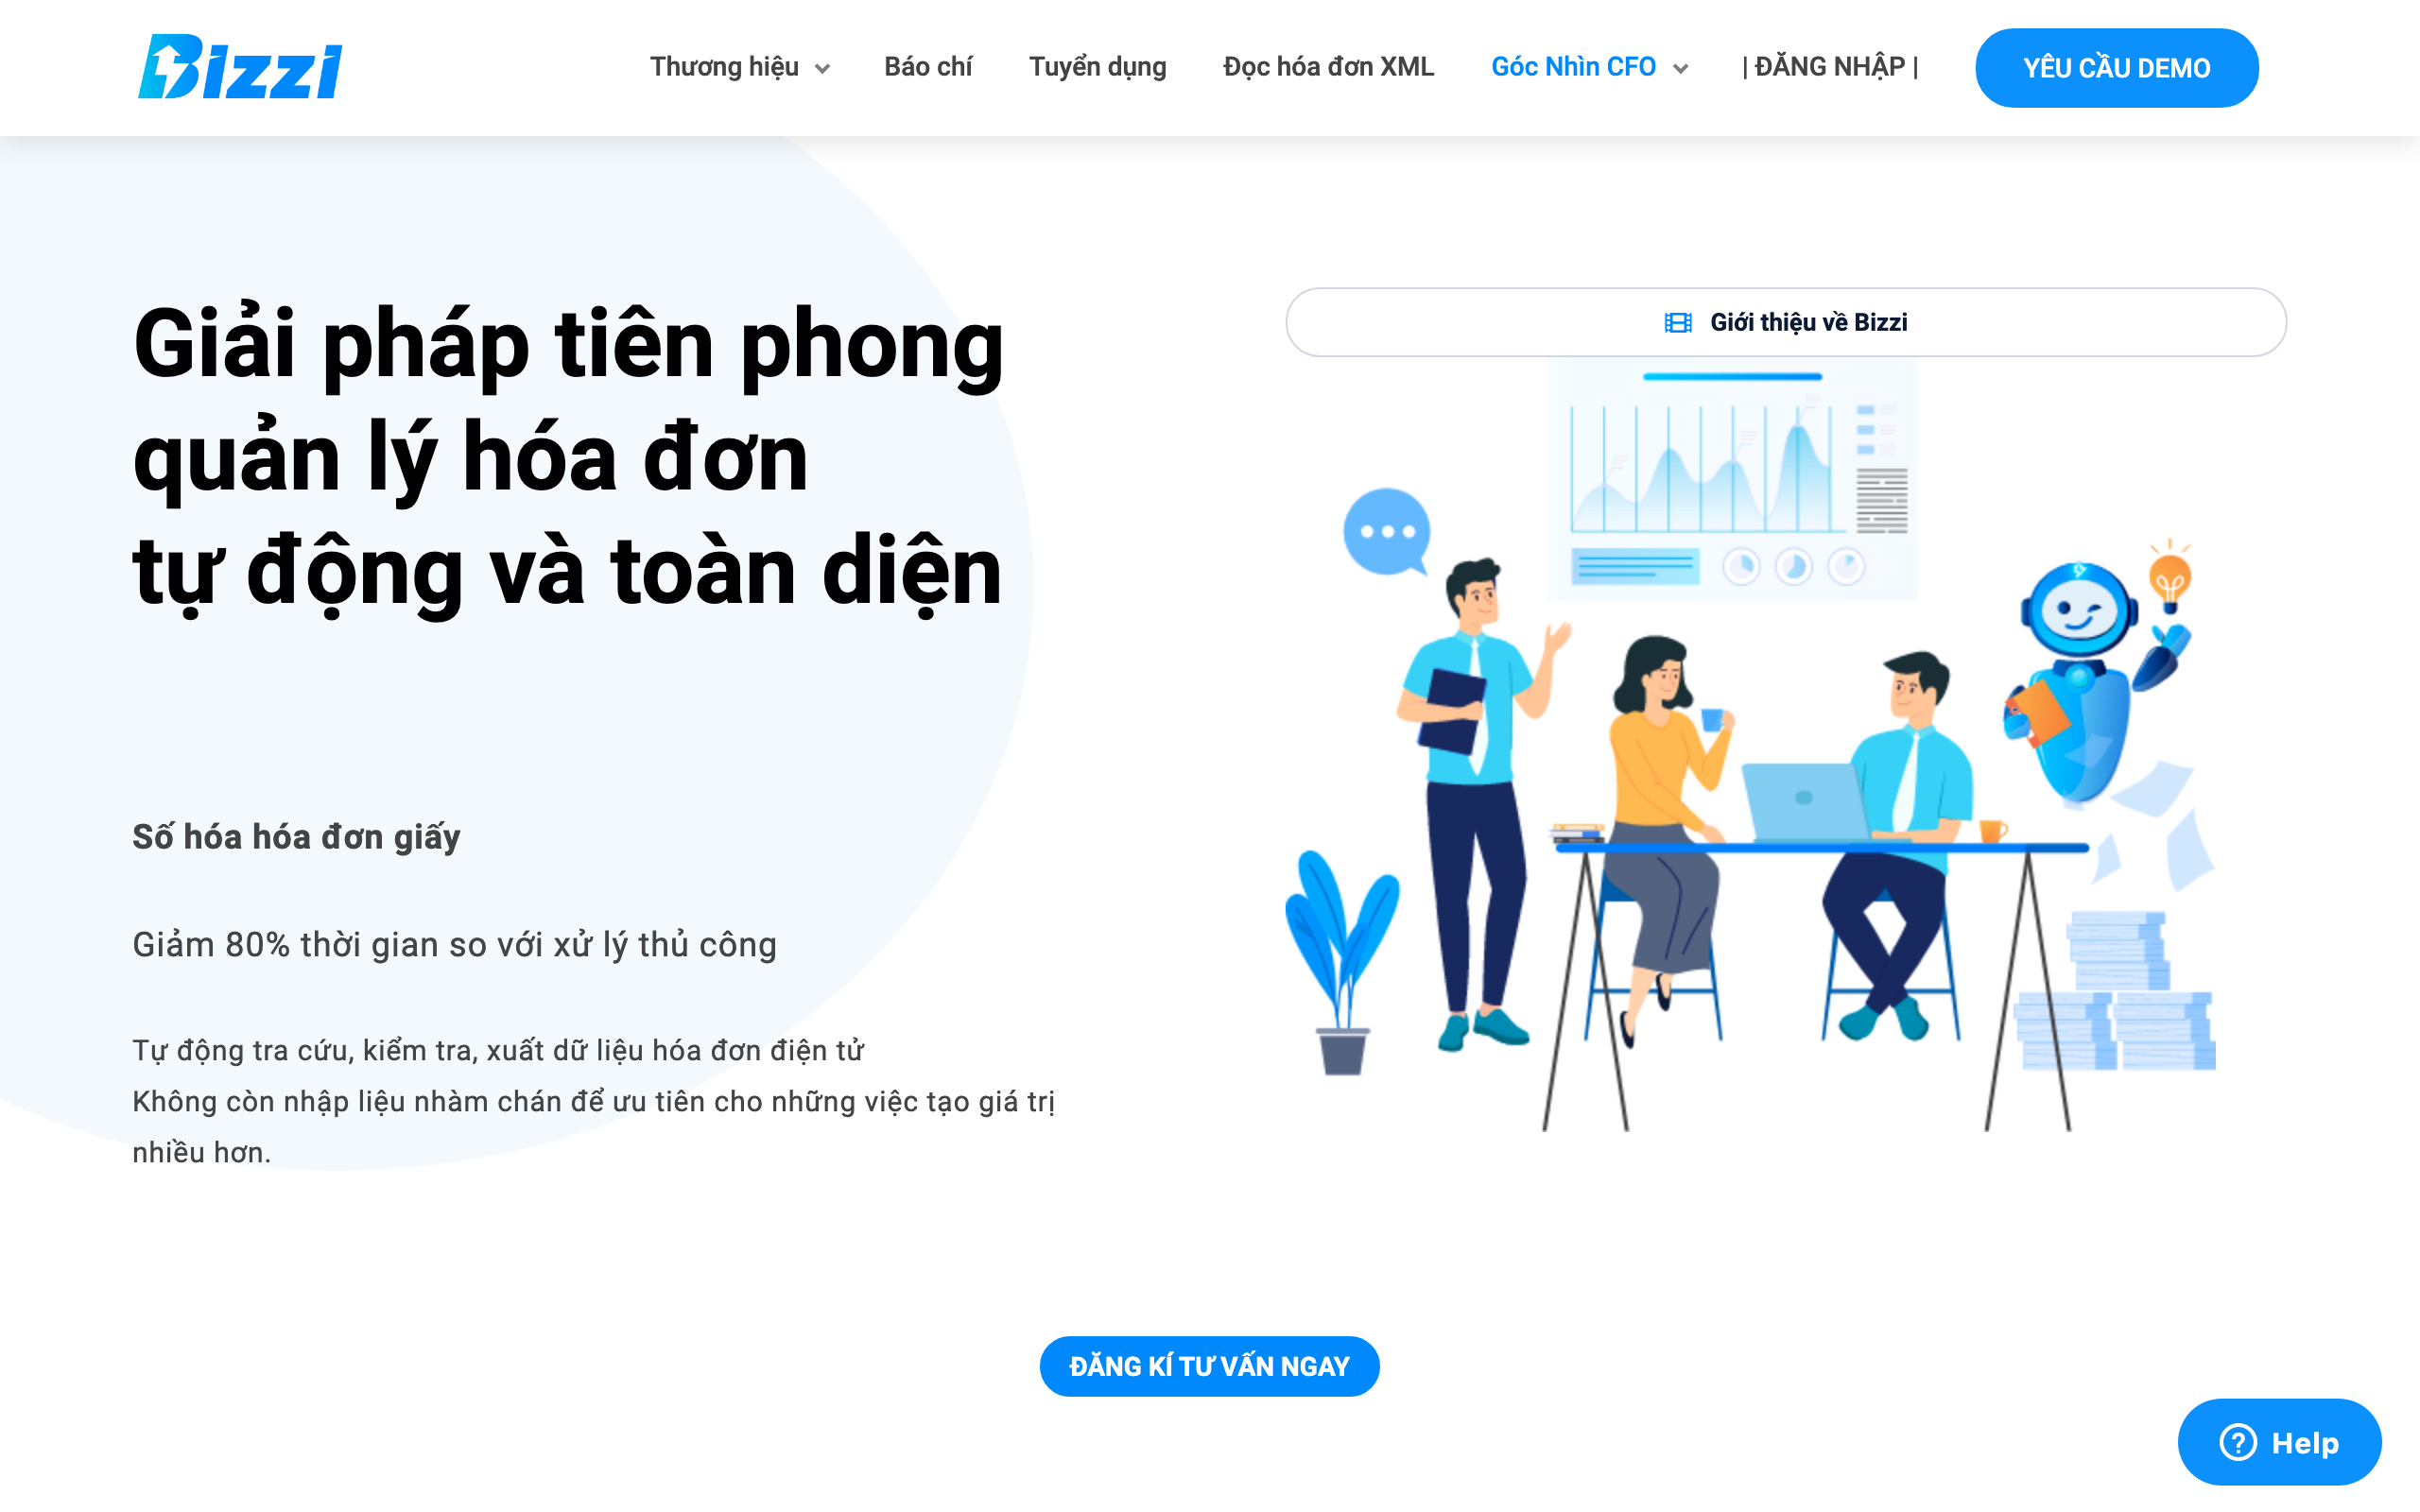 Bizzi
Thương hiệu
Báo chí
Tuyển dụng
Đọc hóa đơn XML
Góc Nhìn CFO
| ĐĂNG NHẬP |
YÊU CẦU DEMO
Giải pháp tiên phong
quản lý hóa đơn
tự động và toàn diện
Giới thiệu về Bizzi
Số hóa hóa đơn giấy
Giảm 80% thời gian so với xử lý thủ công
Tự động tra cứu, kiểm tra, xuất dữ liệu hóa đơn điện tử
Không còn nhập liệu nhàm chán để ưu tiên cho những việc tạo giá trị
nhiều hơn.
ĐĂNG KÍ TƯ VẤN NGAY
Help